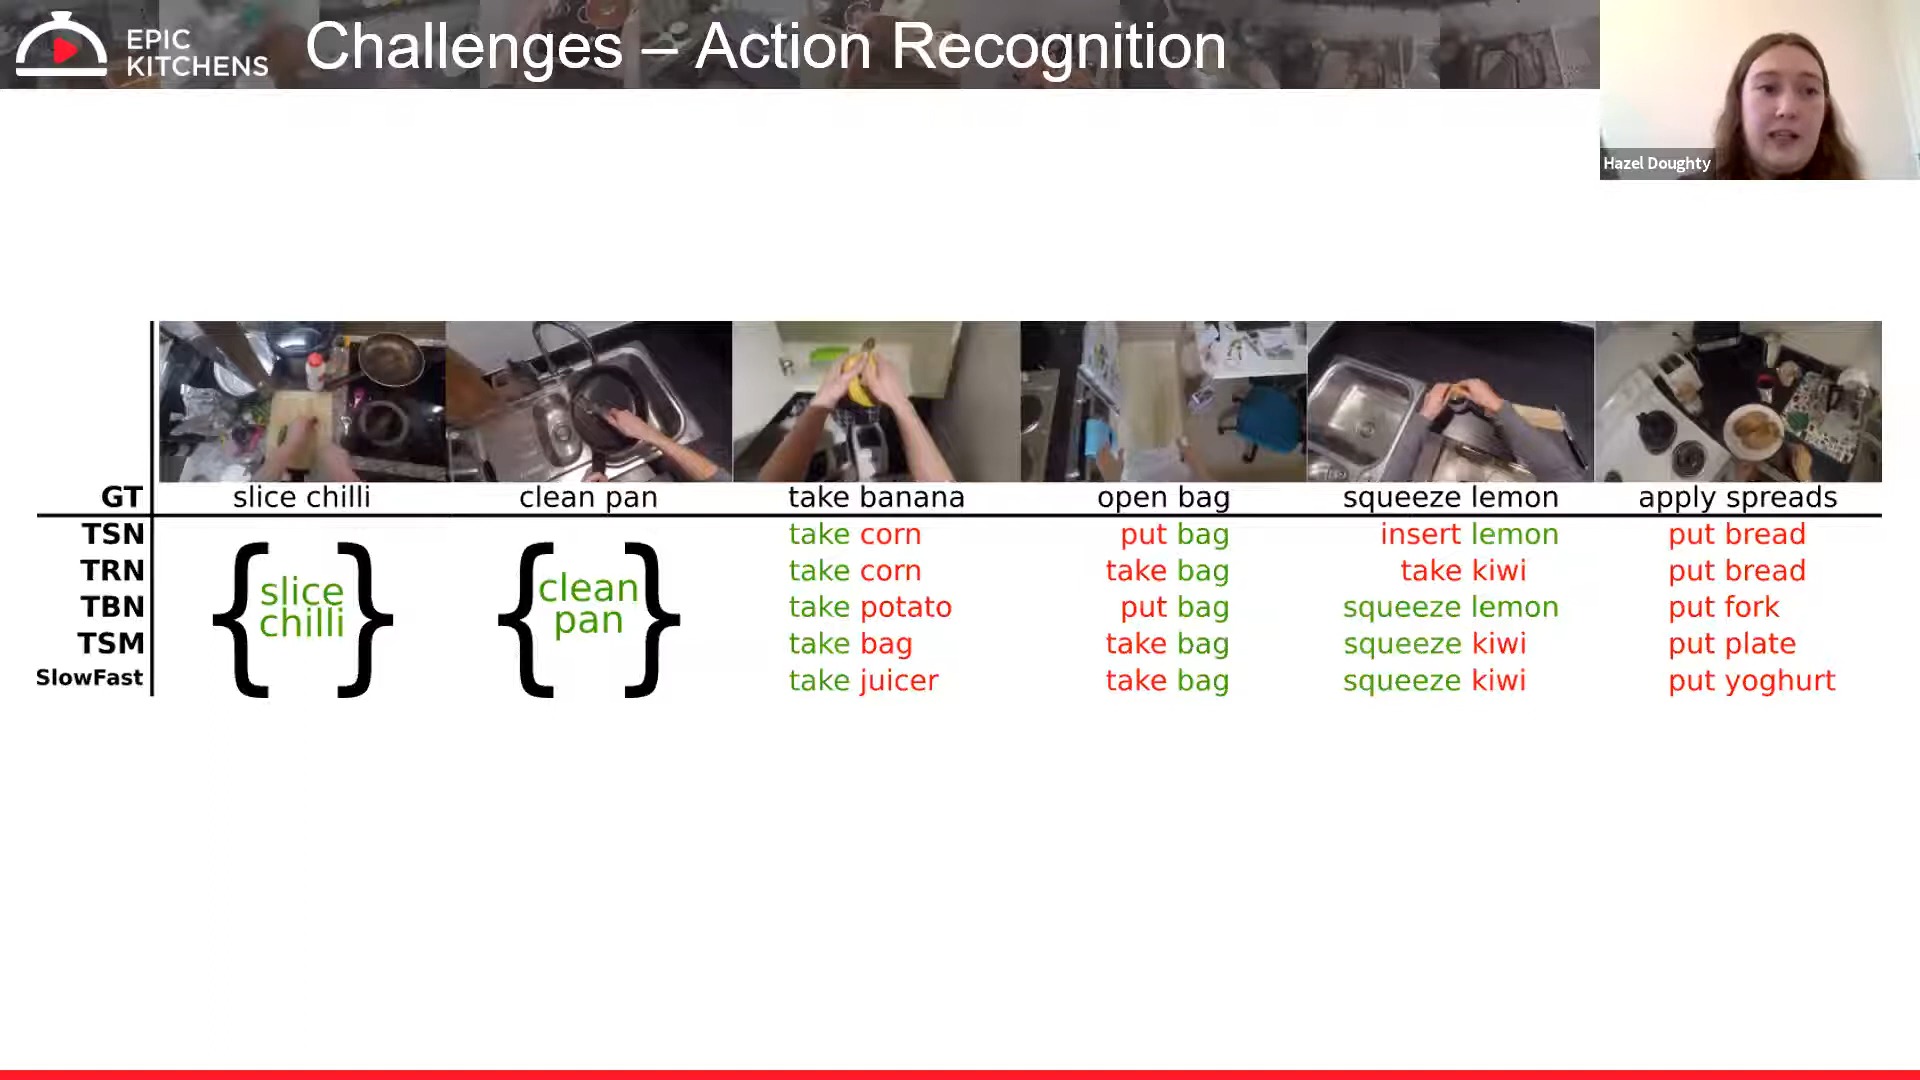 EPIC
KITCHENS
Challenges – Action Recognition
Hazel Doughty
GT slice chilli clean pan take banana open bag squeeze lemon apply spreads
TSN take corn put bag insert lemon put bread
TRN take corn take bag take kiwi put bread
slice
chilli
clean
pan
TBN take potato put bag squeeze lemon put fork
TSM take bag take bag squeeze kiwi put plate
SlowFast take juicer take bag squeeze kiwi put yoghurt